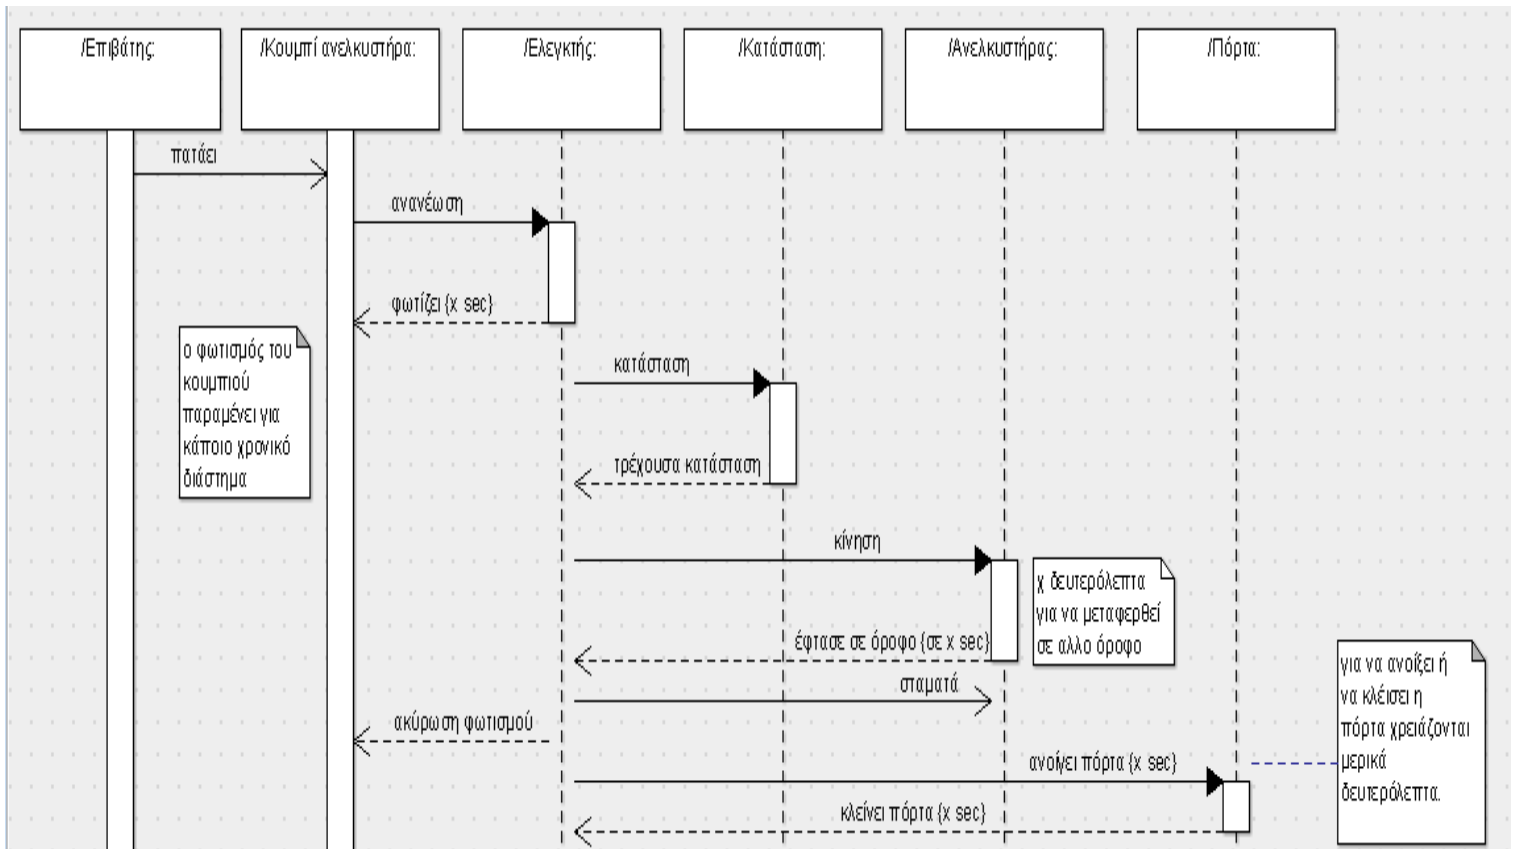 /Επιβάτης:
/Κουμπί ανελκυστήρα:
/Ελεγκτής:
/Κατάσταση:
/Ανελκυστήρας:
/Πόρτα:
πατάει
ανανέωση
φωτίζει {x sec}
ο φωτισμός του
κουμπιού
παραμένει για
κάποιο χρονικό
διάστημα
κατάσταση
τρέχουσα κατάσταση
κίνηση
χ δευτερόλεπτα
για να μεταφερθεί
σε αλλο όροφο
έφτασε σε όροφο {σε x sec}
σταματά
ακύρωση φωτισμού
για να ανοίξει ή
να κλέισει η
πόρτα χρειάζονται
μερικά
δευτερόλεπτα.
ανοίγει πόρτα {x sec}
κλείνει πόρτα {x sec}